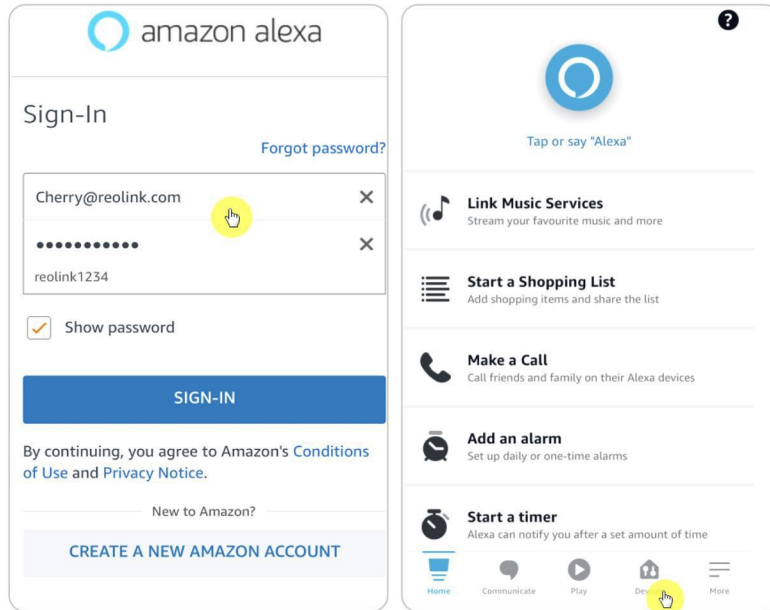 amazon alexa
Sign-In
Forgot password?
Cherry@reolink.com
reolink1234
Show password
SIGN-IN
By continuing, you agree to Amazon's Conditions
of Use and Privacy Notice.
New to Amazon?
CREATE A NEW AMAZON ACCOUNT
?
Tap or say "Alexa"
Link Music Services
Stream your favourite music and more
Start a Shopping List
Add shopping items and share the list
Make a Call
Call friends and family on their Alexa devices
Add an alarm
Set up daily or one-time alarms
Start a timer
Alexa can notify you after a set amount of time
Home
Communicate
Play
More